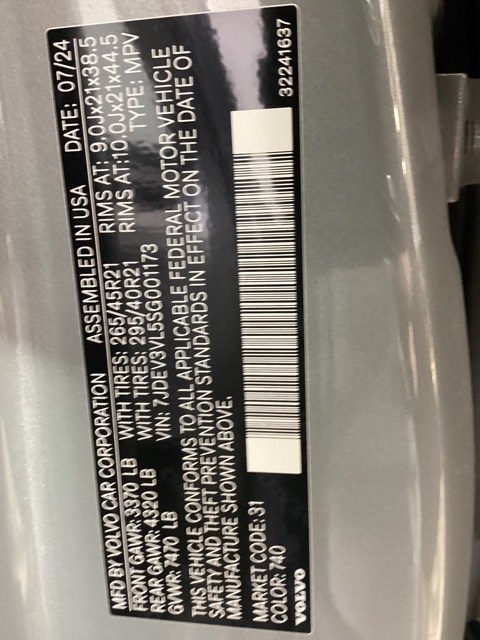 MFD BY VOLVO CAR CORPORATION ASSEMBLED IN USA DATE: 07/24
FRONT GAWR: 3370 LB WITH TIRES: 265/45R21 RIMS AT: 9.0Jx21x38.5
REAR GAWR: 4320 LB WITH TIRES: 295/40R21 RIMS AT: 10.0Jx21x44.5
GVWR: 7470 LB VIN: 7JDEV3VL5SG001173 TYPE: MPV
THIS VEHICLE CONFORMS TO ALL APPLICABLE FEDERAL MOTOR VEHICLE
SAFETY AND THEFT PREVENTION STANDARDS IN EFFECT ON THE DATE OF
MANUFACTURE SHOWN ABOVE.
MARKET CODE: 31
COLOR: 740
VOLVO
32241637